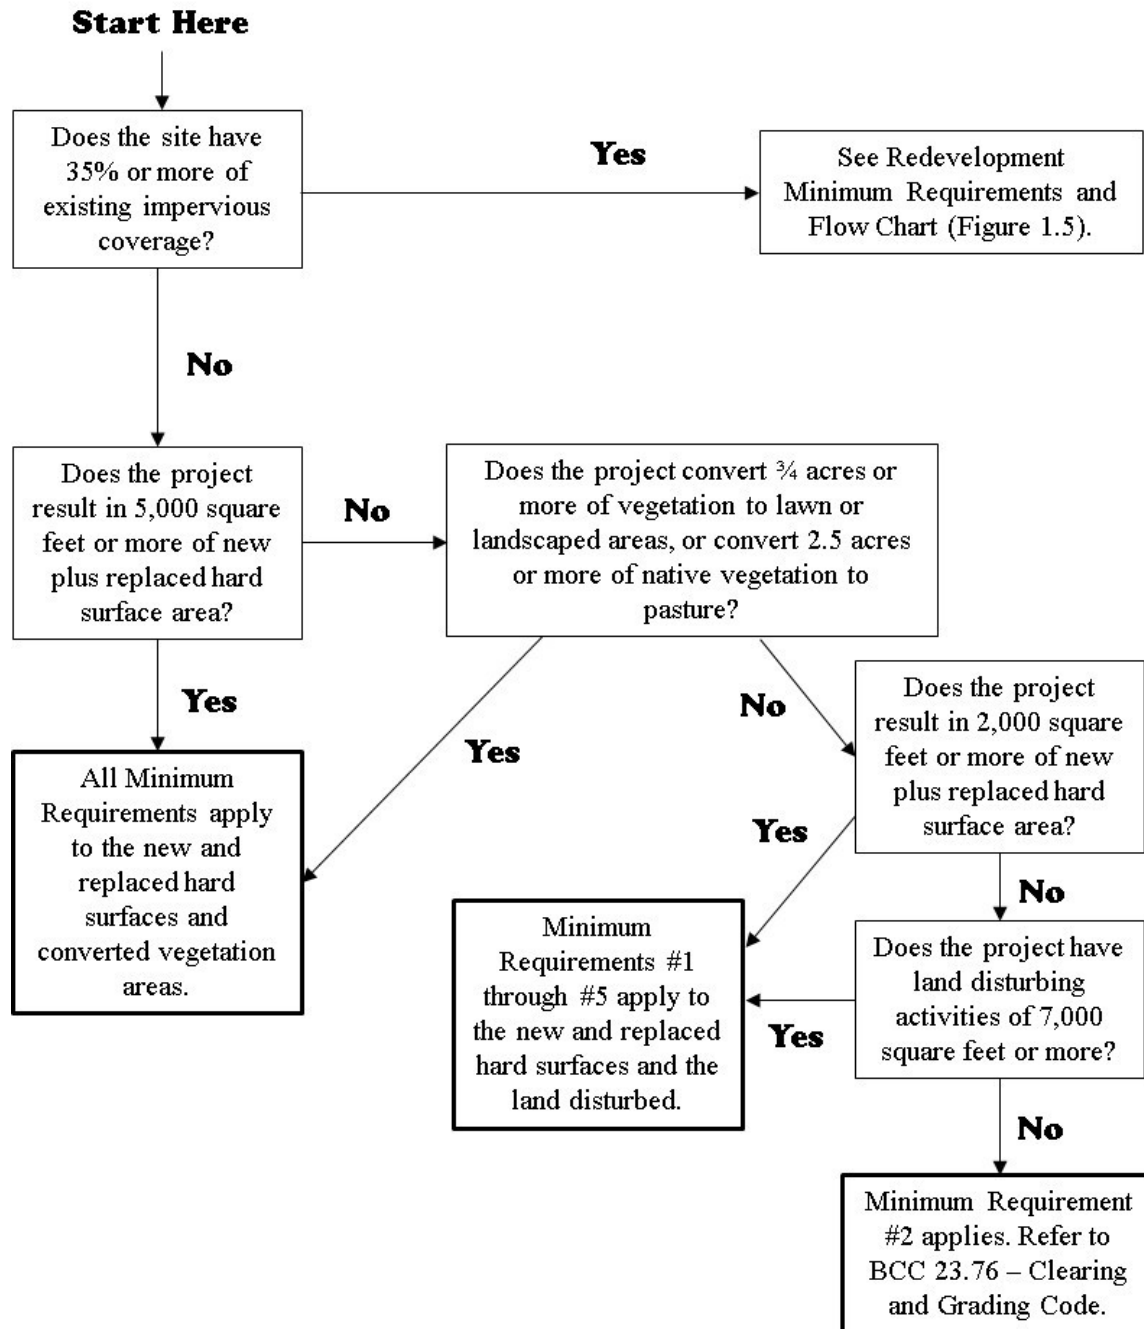 Start Here
Does the site have
35% or more of
existing impervious
coverage?
Yes
See Redevelopment
Minimum Requirements and
Flow Chart (Figure 1.5).
No
Does the project
result in 5,000 square
feet or more of new
plus replaced hard
surface area?
No
Does the project convert ¾ acres or
more of vegetation to lawn or
landscaped areas, or convert 2.5 acres
or more of native vegetation to
pasture?
Yes
All Minimum
Requirements apply
to the new and
replaced hard
surfaces and
converted vegetation
areas.
Yes
No
Does the project
result in 2,000 square
feet or more of new
plus replaced hard
surface area?
Yes
Minimum
Requirements #1
through #5 apply to
the new and replaced
hard surfaces and the
land disturbed.
No
Does the project have
land disturbing
activities of 7,000
square feet or more?
Yes
No
Minimum Requirement
#2 applies. Refer to
BCC 23.76 – Clearing
and Grading Code.